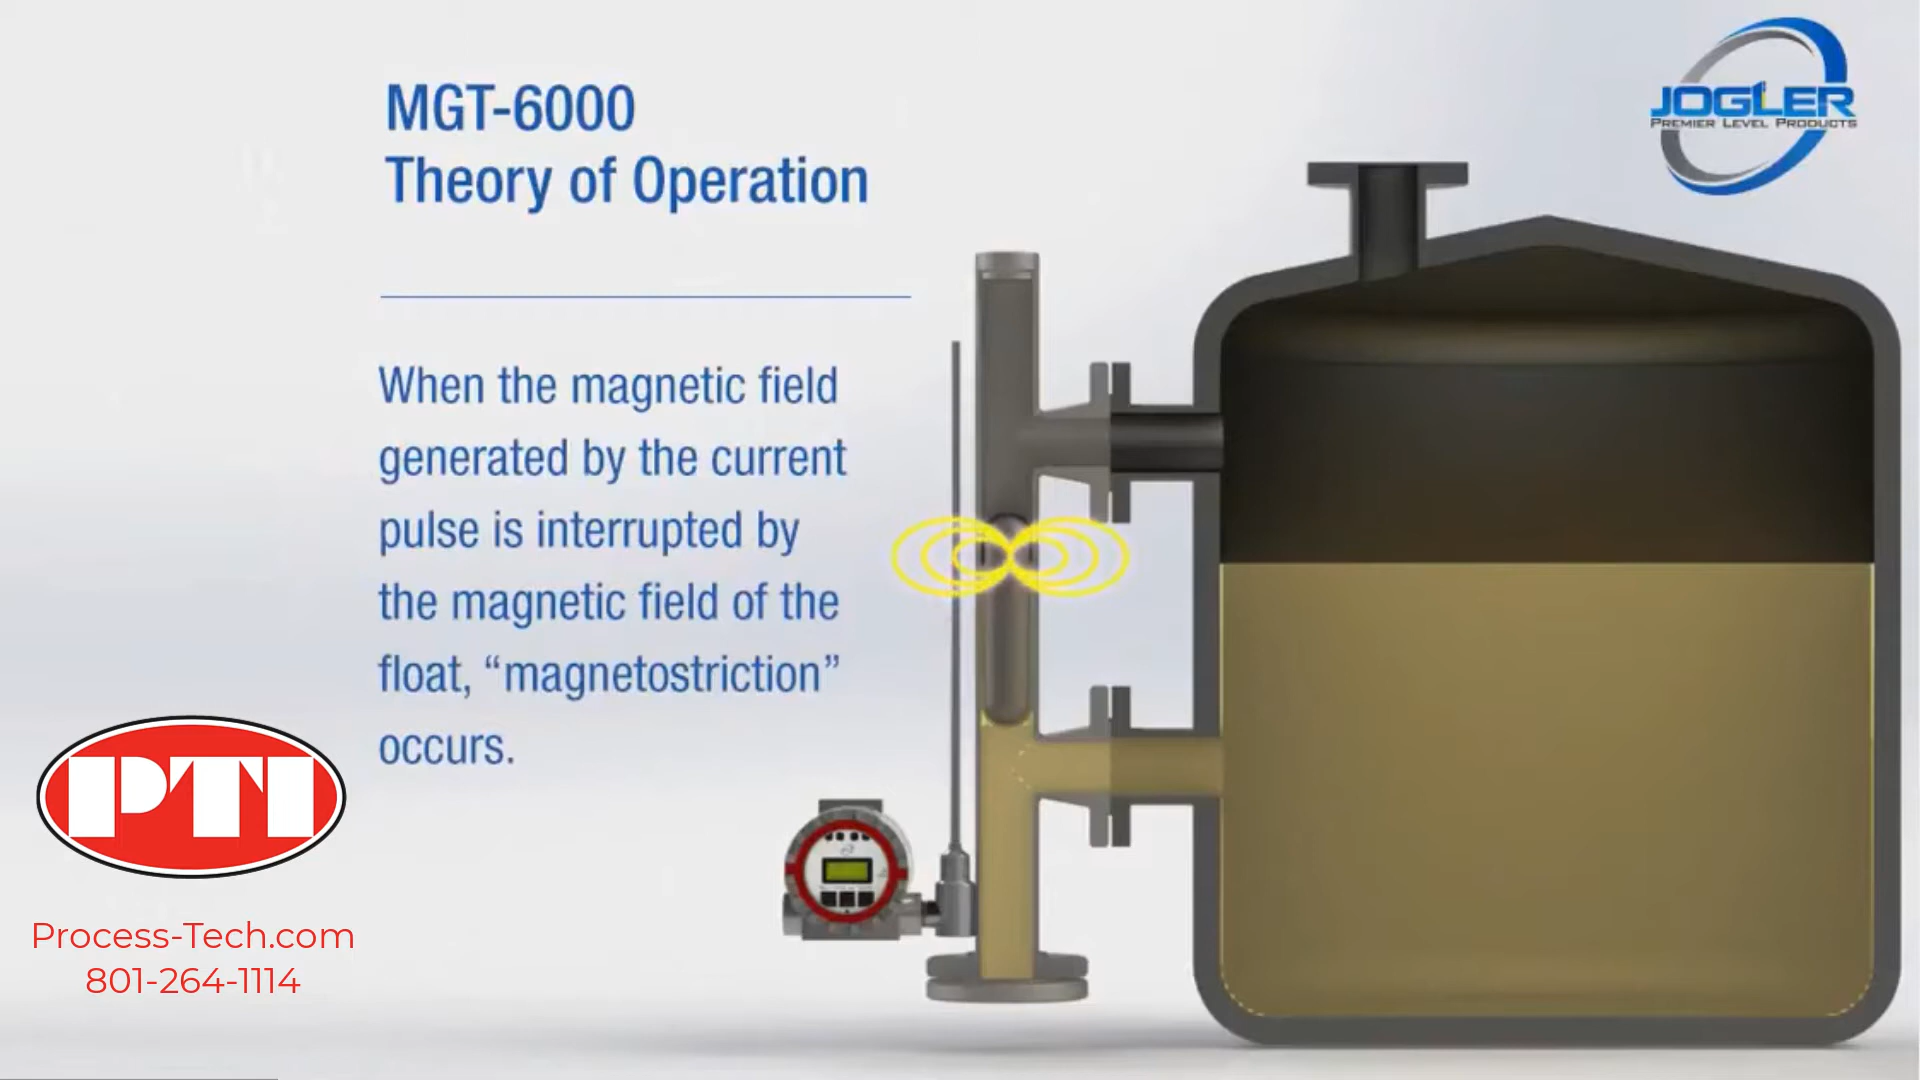 MGT-6000
Theory of Operation
JOGLER
PREMIER LEVEL PRODUCTS
When the magnetic field
generated by the current
pulse is interrupted by
the magnetic field of the
float, “magnetostriction”
occurs.
PTI
Process-Tech.com
801-264-1114